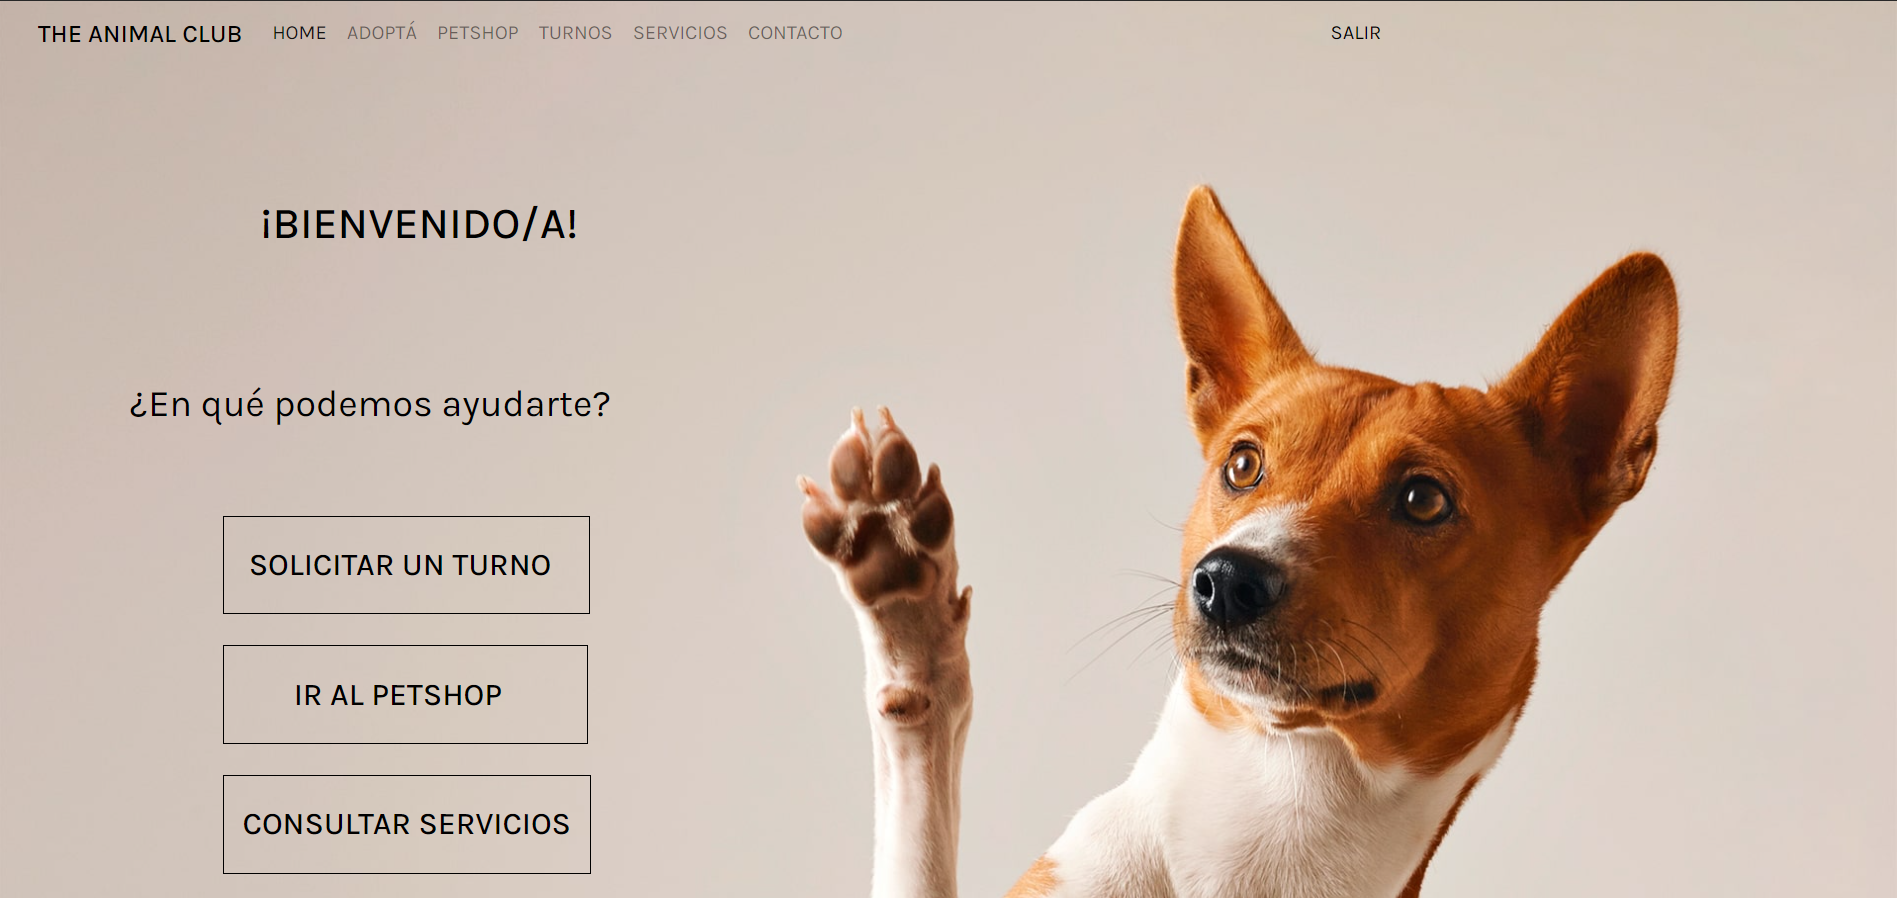 THE ANIMAL CLUB HOME ADOPTÁ PETSHOP TURNOS SERVICIOS CONTACTO SALIR
¡BIENVENIDO/A!
¿En qué podemos ayudarte?
SOLICITAR UN TURNO
IR AL PETSHOP
CONSULTAR SERVICIOS